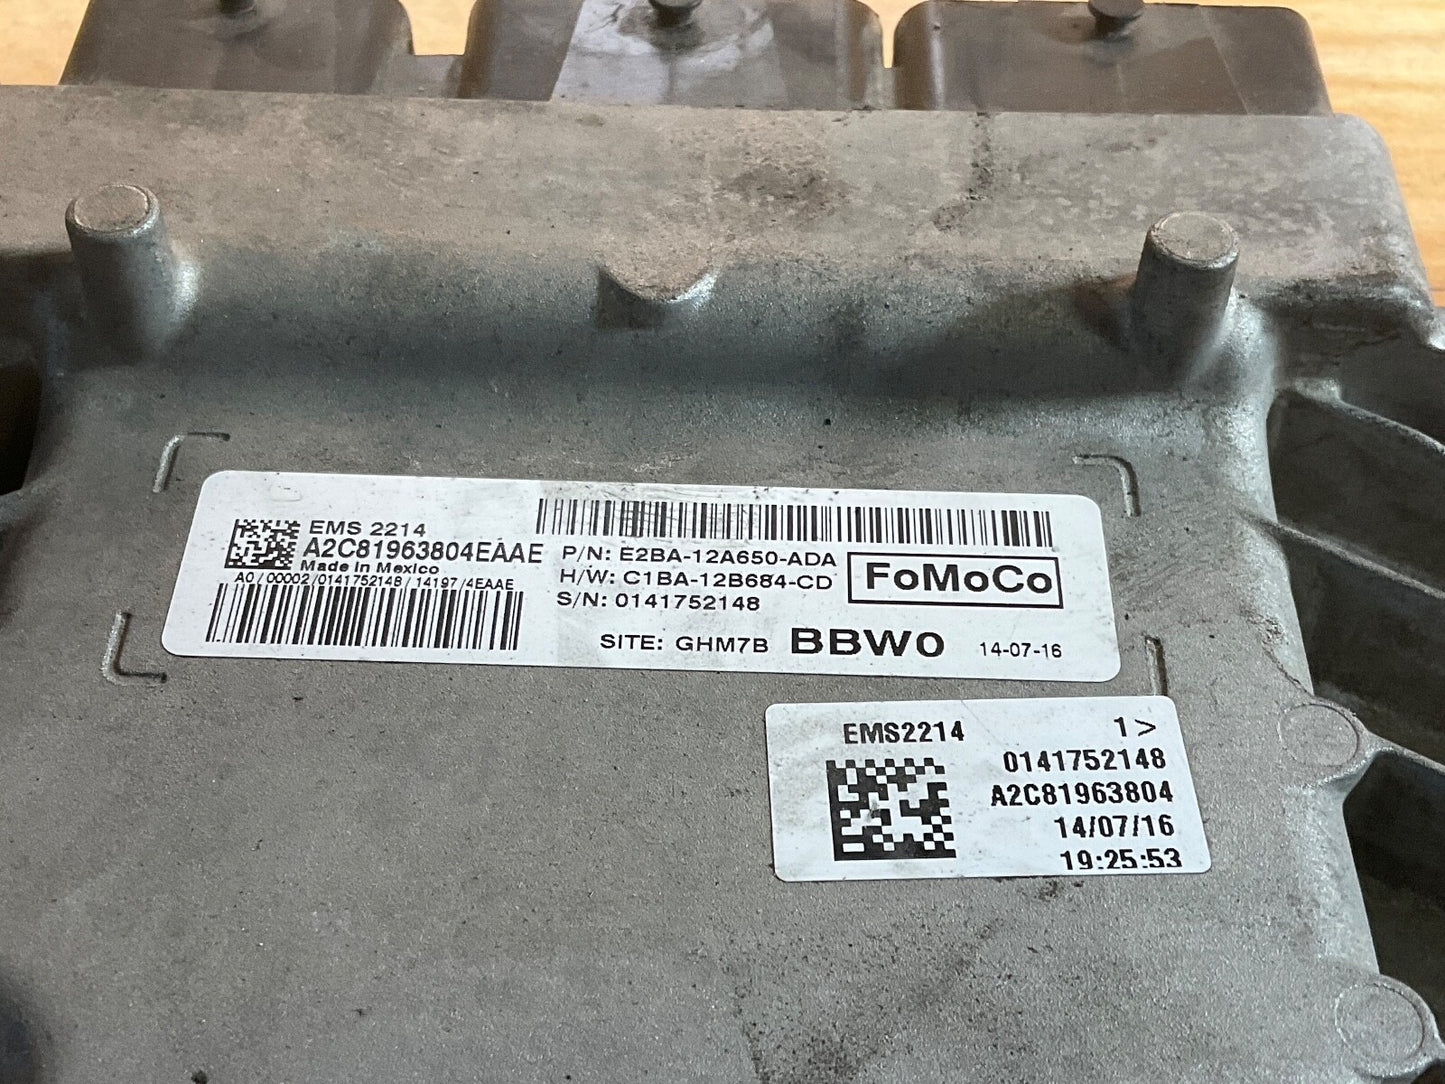 EMS 2214
A2C81963804EAAE
Made in Mexico
A0/00002/0141752148/14197/4EAAE
P/N: E2BA-12A650-ADA
H/W: C1BA-12B684-CD
S/N: 0141752148
FoMoCo
SITE: GHM7B BBW0 14-07-16
EMS2214 1>
0141752148
A2C81963804
14/07/16
19:25:53